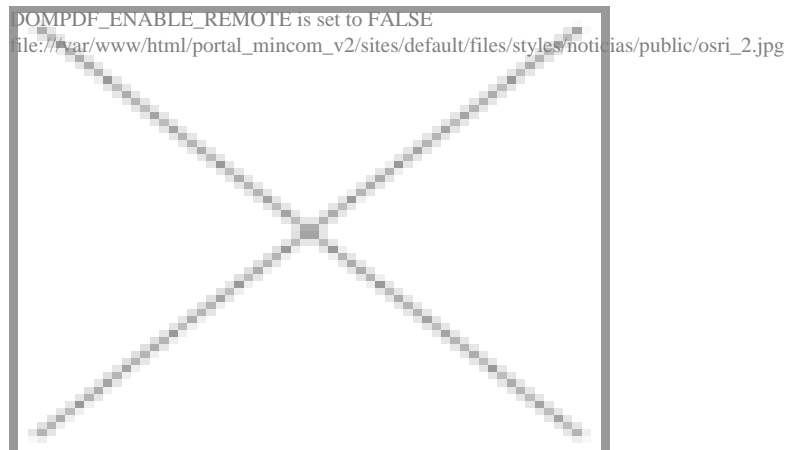 DOMPDF_ENABLE_REMOTE is set to FALSE
file:///var/www/html/portal_mincom_v2/sites/default/files/styles/noticias/public/osri_2.jpg